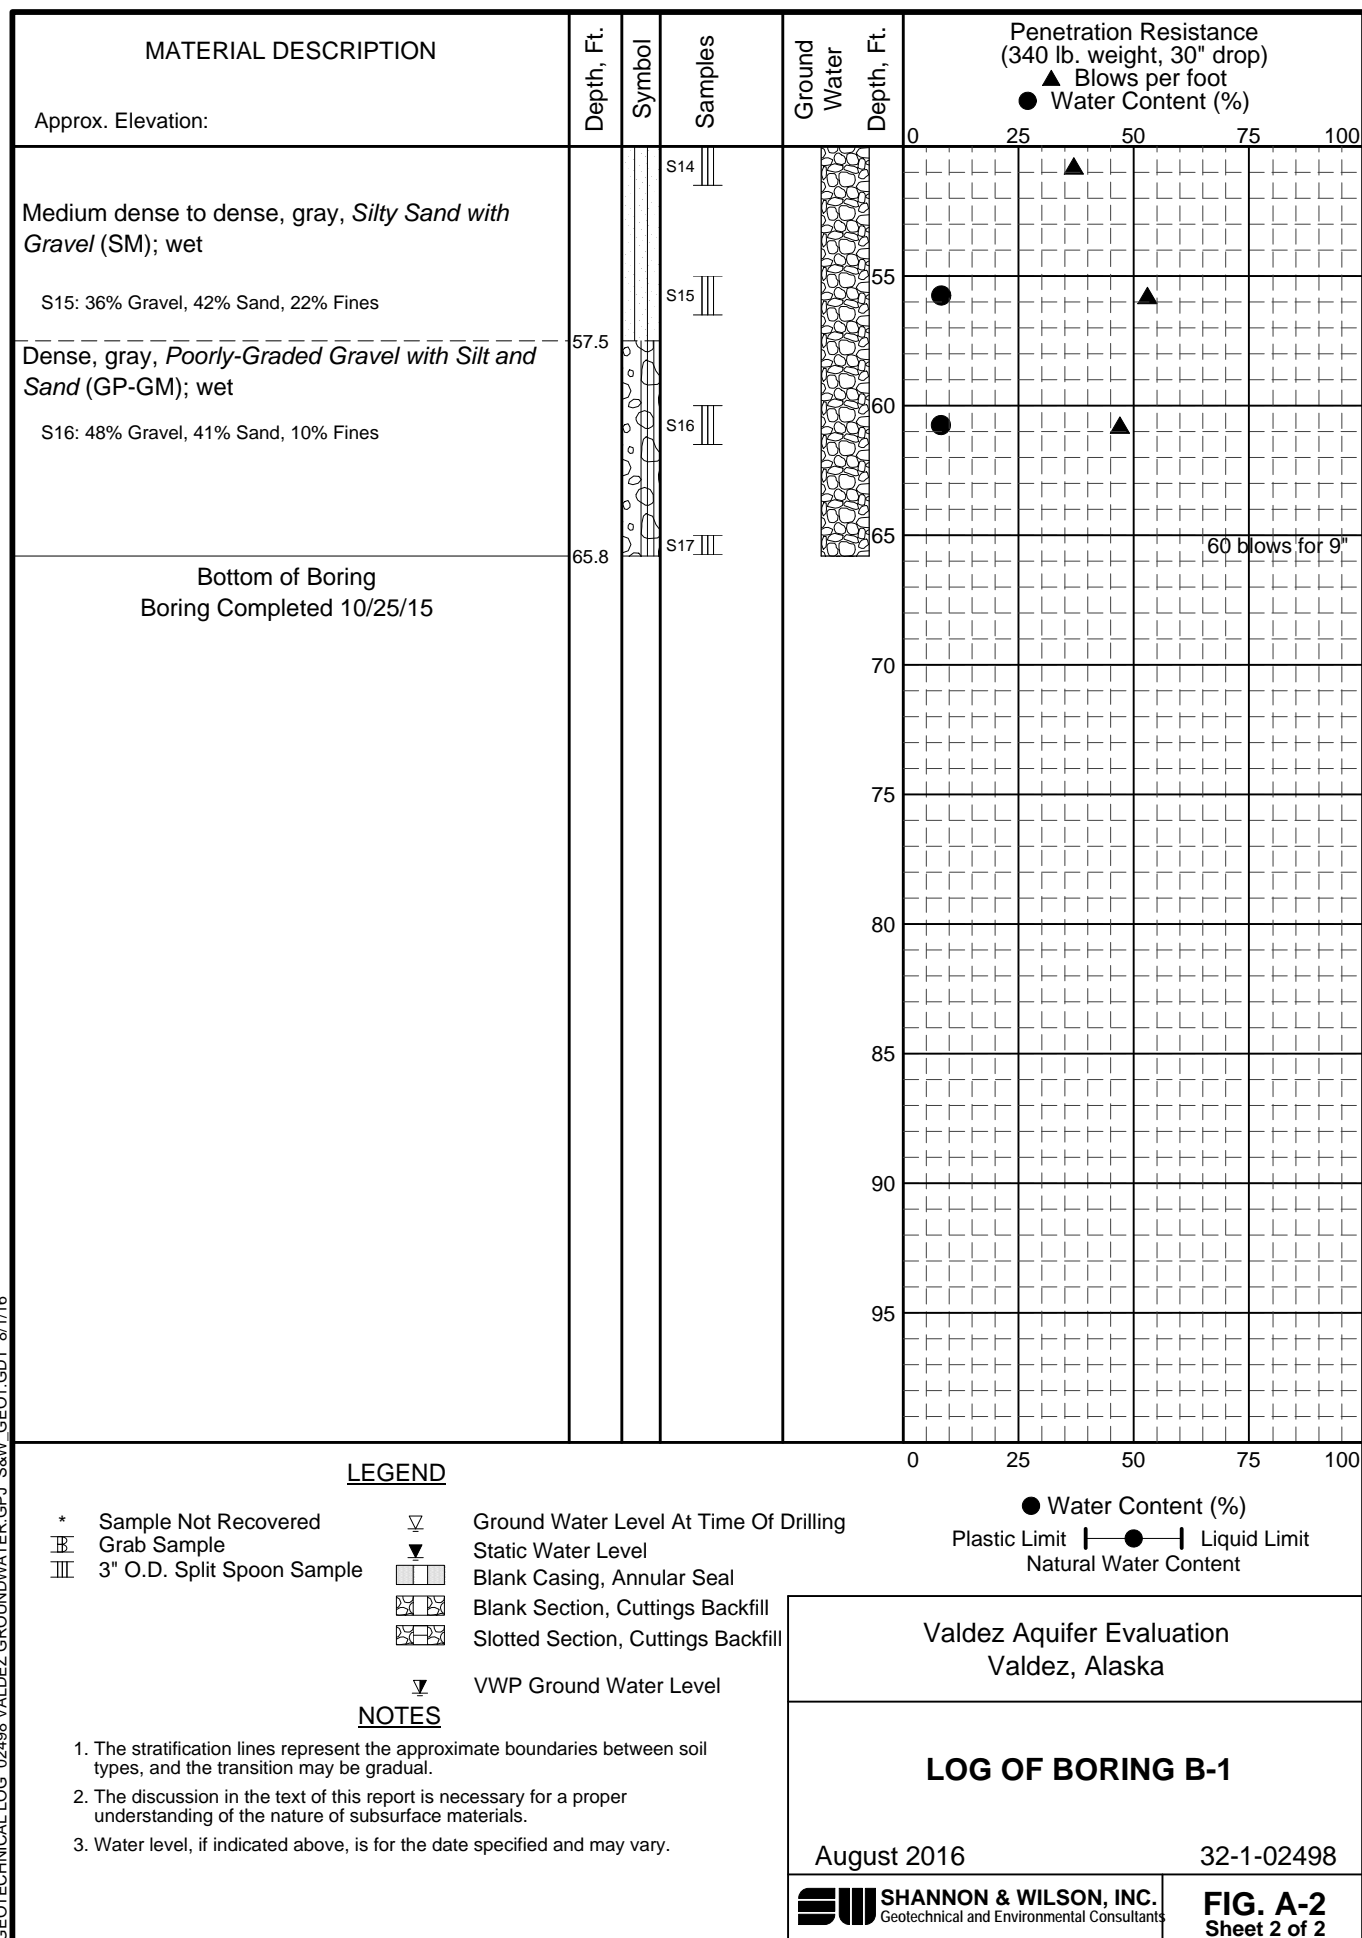 MATERIAL DESCRIPTION
Approx. Elevation:
Depth, Ft.
Symbol
Samples
Ground
Water
Depth, Ft.
Penetration Resistance
(340 lb. weight, 30" drop)
▲ Blows per foot
● Water Content (%)
0 25 50 75 100
S14
Medium dense to dense, gray, Silty Sand with
Gravel (SM); wet
55
S15
S15: 36% Gravel, 42% Sand, 22% Fines
57.5
Dense, gray, Poorly-Graded Gravel with Silt and
Sand (GP-GM); wet
60
S16
S16: 48% Gravel, 41% Sand, 10% Fines
65
S17
60 blows for 9"
65.8
Bottom of Boring
Boring Completed 10/25/15
70
75
80
85
90
95
0 25 50 75 100
LEGEND
* Sample Not Recovered
Grab Sample
3" O.D. Split Spoon Sample
Ground Water Level At Time Of Drilling
Static Water Level
Blank Casing, Annular Seal
Blank Section, Cuttings Backfill
Slotted Section, Cuttings Backfill
VWP Ground Water Level
● Water Content (%)
Plastic Limit Liquid Limit
Natural Water Content
NOTES
1. The stratification lines represent the approximate boundaries between soil
types, and the transition may be gradual.
2. The discussion in the text of this report is necessary for a proper
understanding of the nature of subsurface materials.
3. Water level, if indicated above, is for the date specified and may vary.
Valdez Aquifer Evaluation
Valdez, Alaska
LOG OF BORING B-1
August 2016 32-1-02498
SHANNON & WILSON, INC.
Geotechnical and Environmental Consultants
FIG. A-2
Sheet 2 of 2
GEOTECHNICAL LOG 02498 VALDEZ GROUNDWATER.GPJ S&W_GEOT.GDT 8/1/16